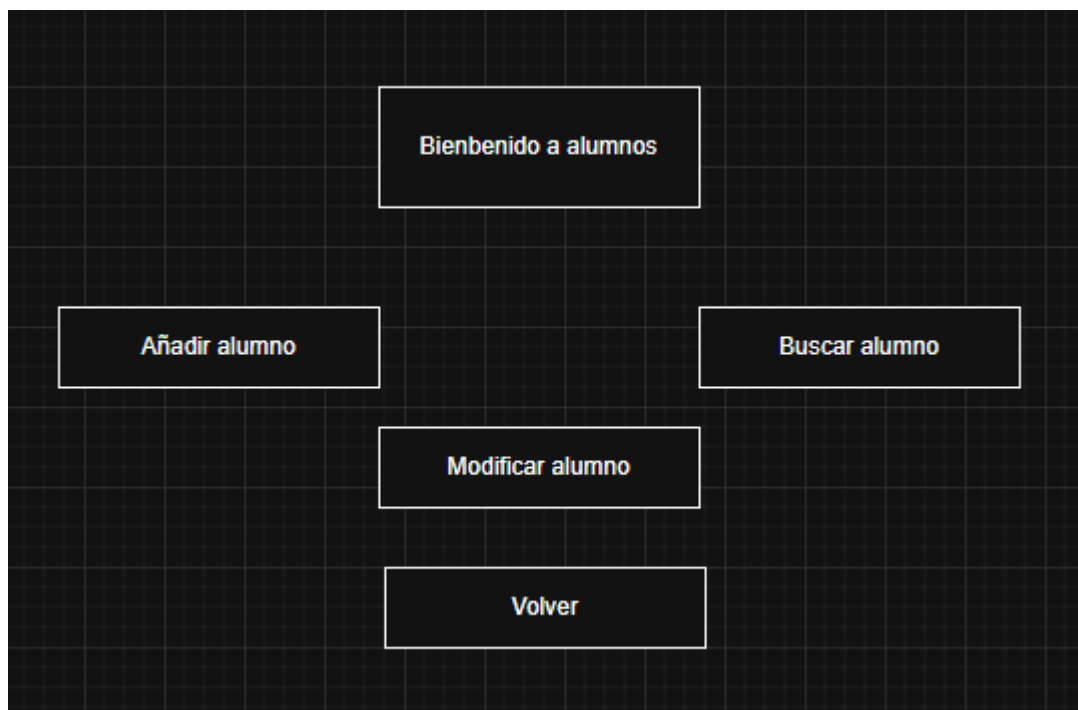 Bienbenido a alumnos
Añadir alumno
Buscar alumno
Modificar alumno
Volver